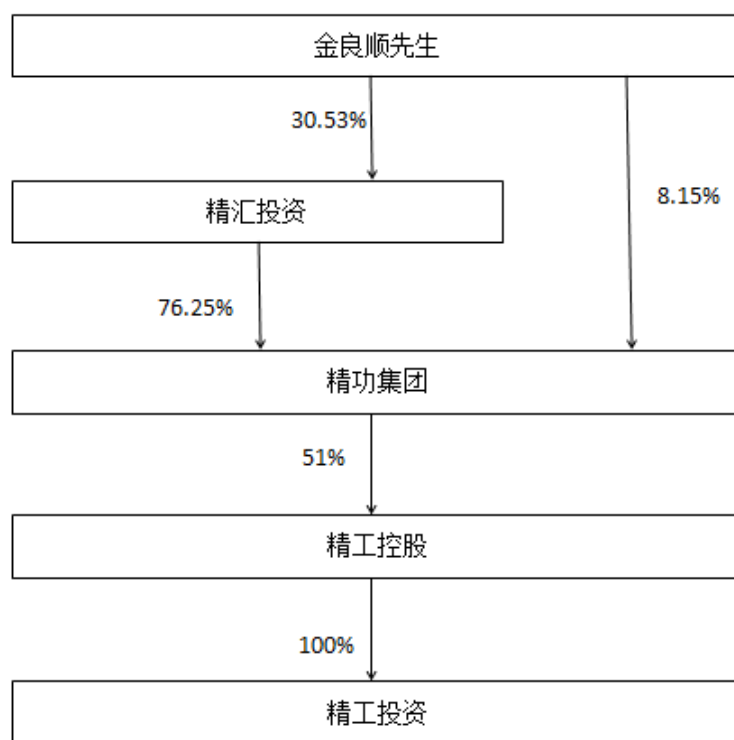 金良顺先生
30.53%
8.15%
精汇投资
76.25%
精功集团
51%
精工控股
100%
精工投资